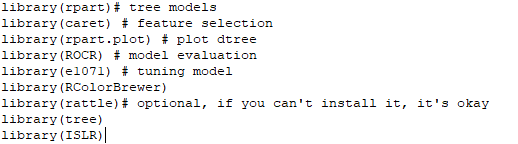 library(rpart)# tree models
library(caret) # feature selection
library(rpart.plot) # plot dtree
library(ROCR) # model evaluation
library(e1071) # tuning model
library(RColorBrewer)
library(rattle)# optional, if you can't install it, it's okay
library(tree)
library(ISLR)